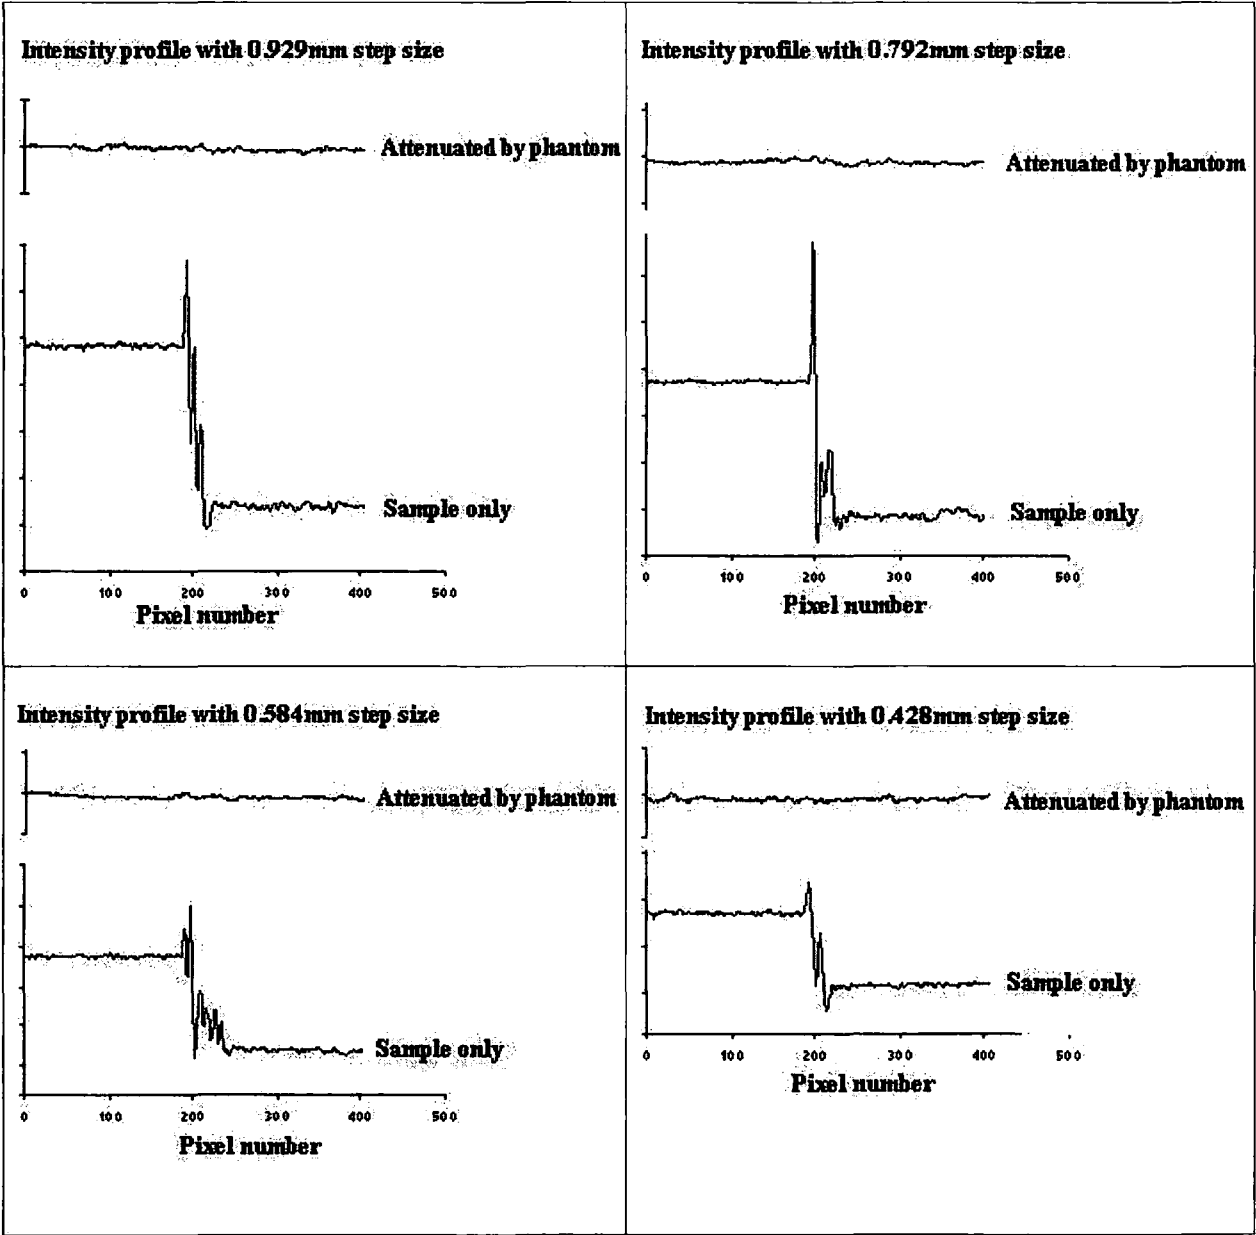 Intensity profile with 0.929mm step size
Attenuated by phantom
Sample only
0 100 200 300 400 500
Pixel number
Intensity profile with 0.792mm step size
Attenuated by phantom
Sample only
0 100 200 300 400 500
Pixel number
Intensity profile with 0.584mm step size
Attenuated by phantom
Sample only
0 100 200 300 400 500
Pixel number
Intensity profile with 0.428mm step size
Attenuated by phantom
Sample only
0 100 200 300 400 500
Pixel number